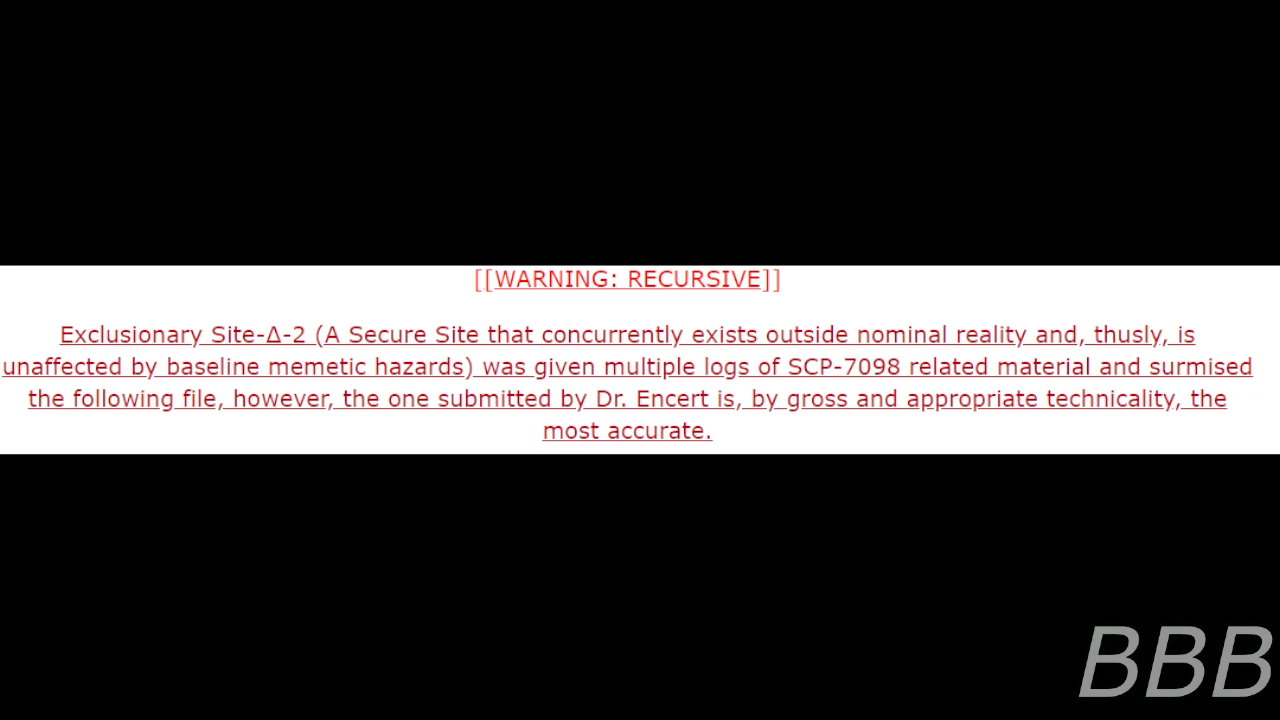 [[WARNING: RECURSIVE]]
Exclusionary Site-Δ-2 (A Secure Site that concurrently exists outside nominal reality and, thusly, is
unaffected by baseline memetic hazards) was given multiple logs of SCP-7098 related material and surmised
the following file, however, the one submitted by Dr. Encert is, by gross and appropriate technicality, the
most accurate.
BBB